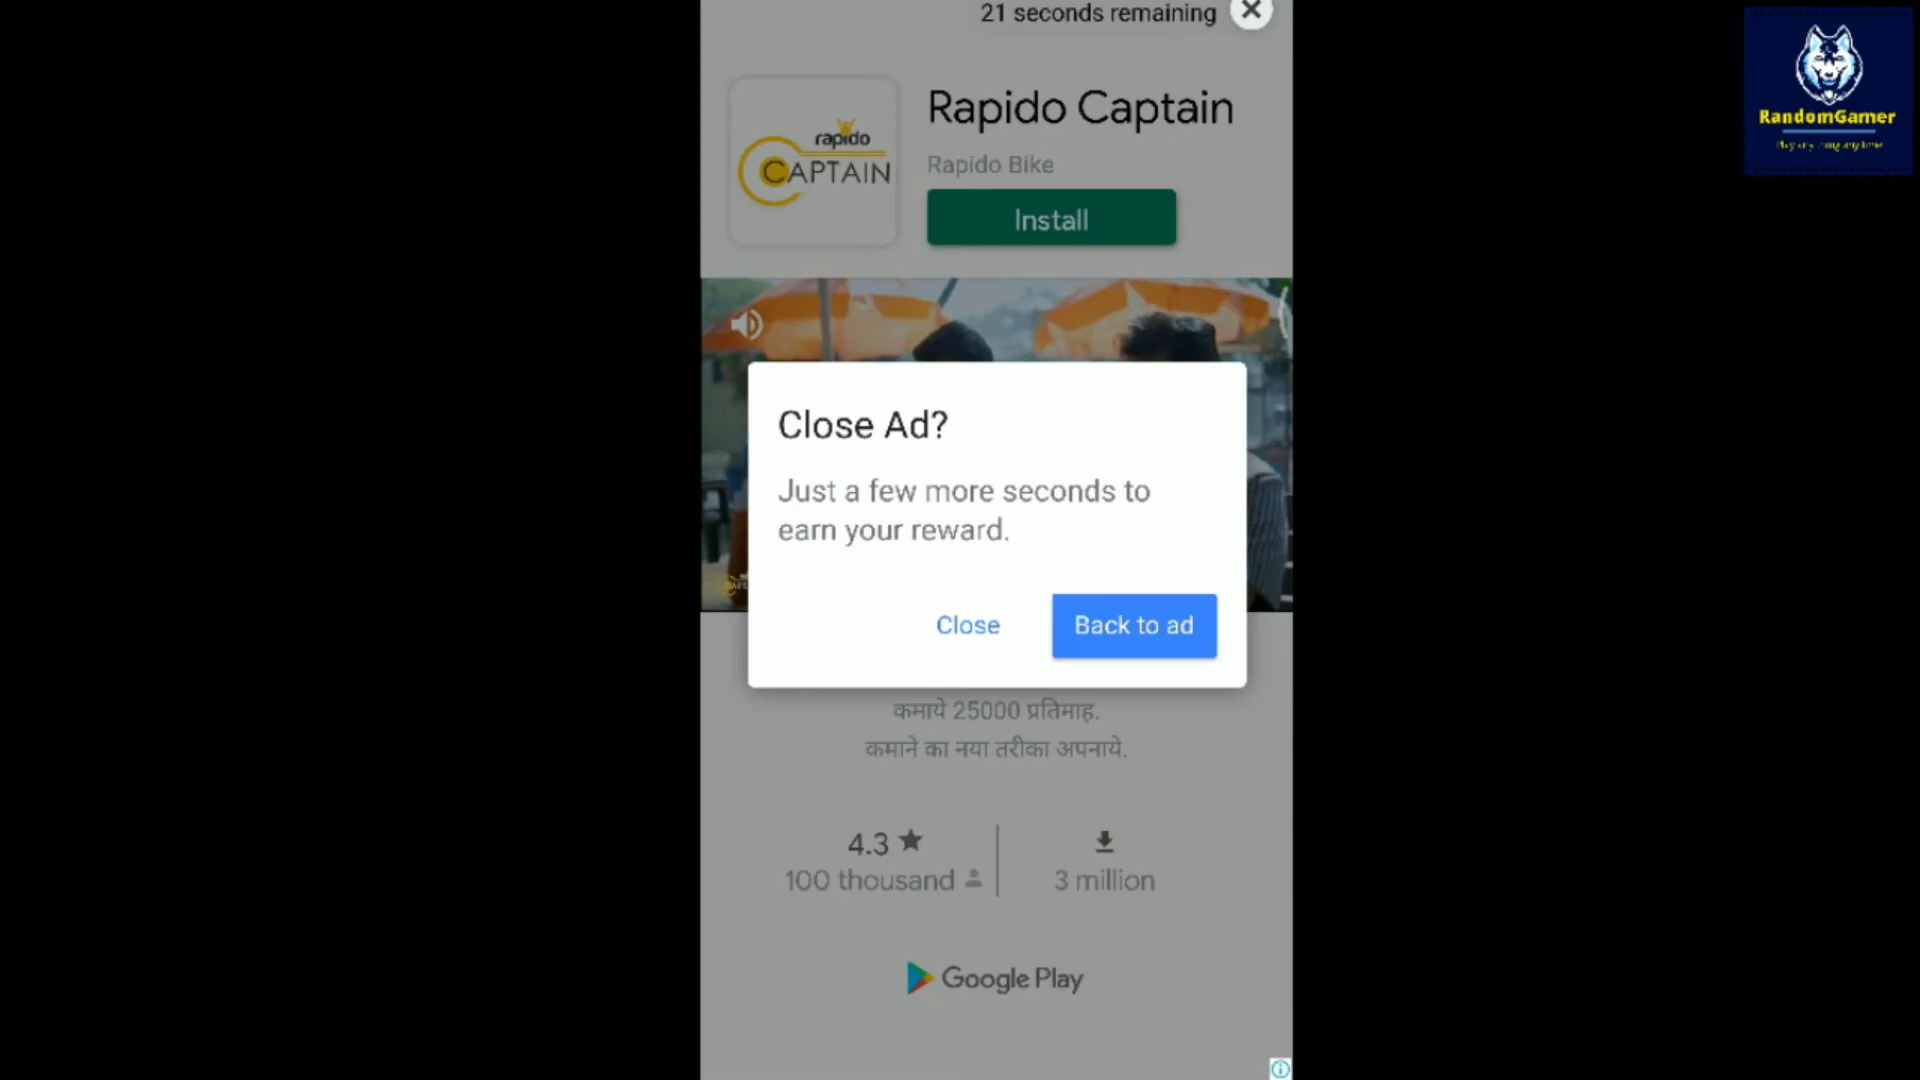 21 seconds remaining
RandomGamer
Rapido Captain
rapido
CAPTAIN
Rapido Bike
Install
Close Ad?
Just a few more seconds to
earn your reward.
Close
Back to ad
कमाये 25000 प्रतिमाह.
कमाने का नया तरीका अपनाये.
4.3
100 thousand
3 million
Google Play